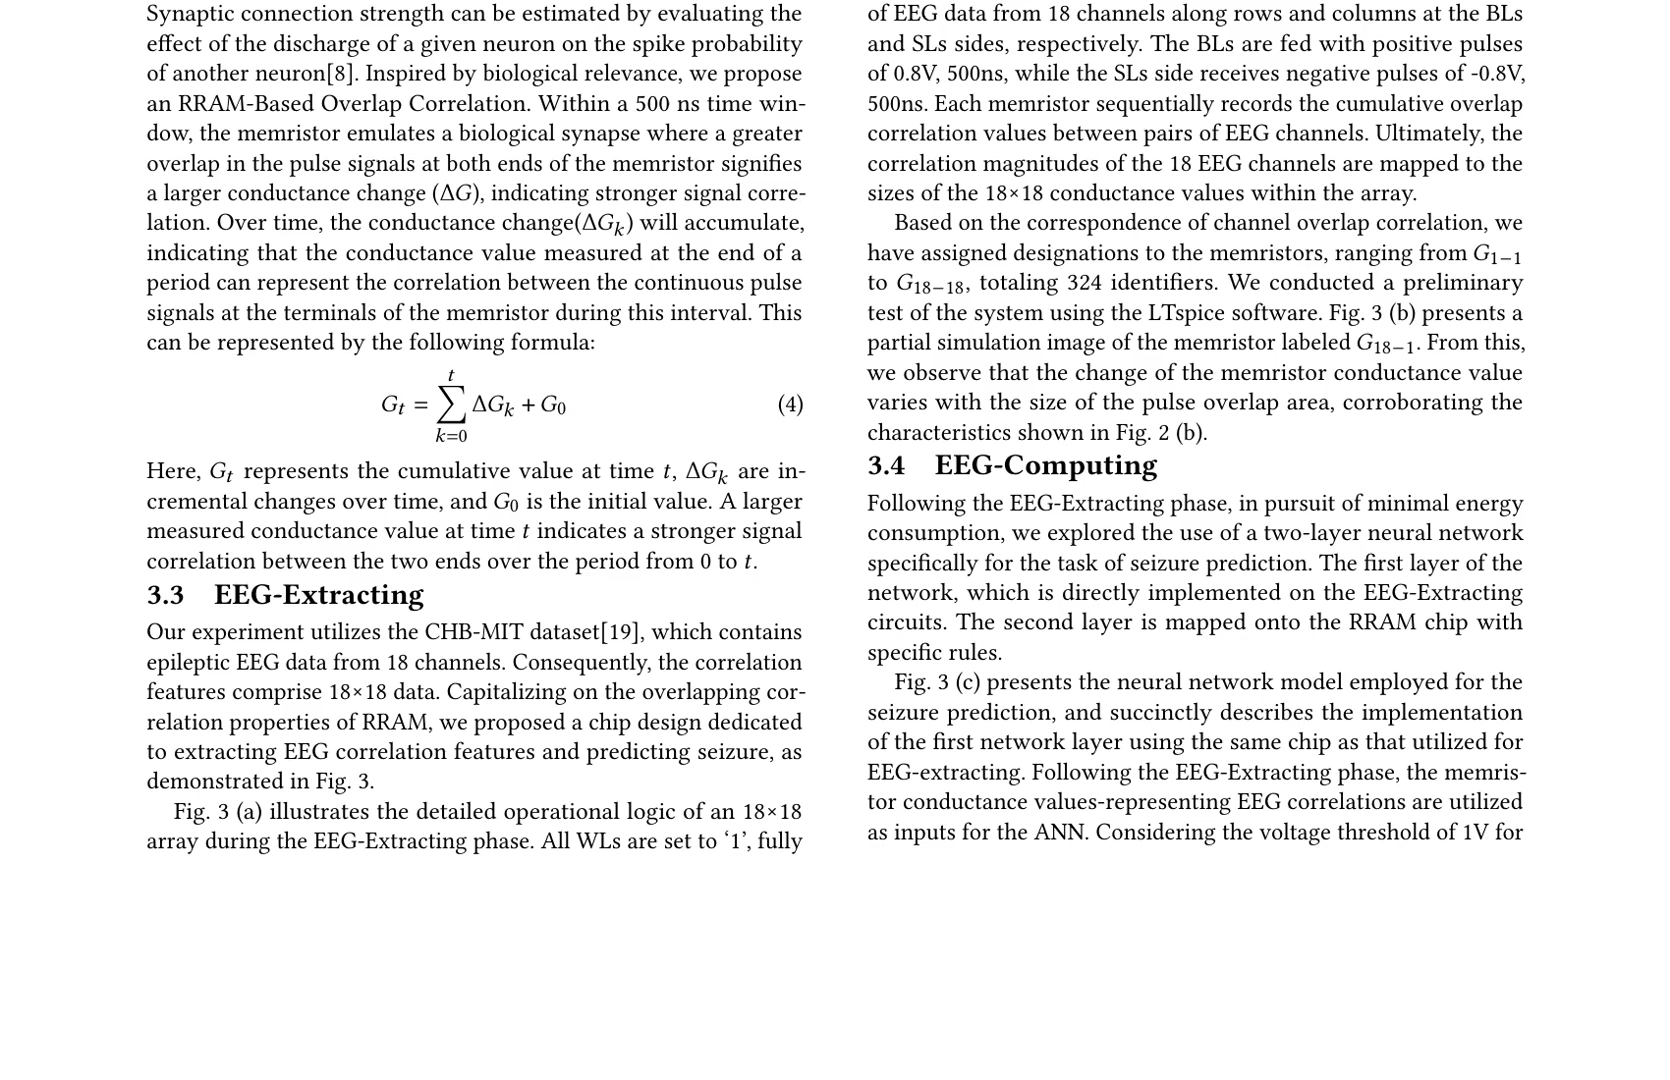 Synaptic connection strength can be estimated by evaluating the
effect of the discharge of a given neuron on the spike probability
of another neuron[8]. Inspired by biological relevance, we propose
an RRAM-Based Overlap Correlation. Within a 500 ns time win-
dow, the memristor emulates a biological synapse where a greater
overlap in the pulse signals at both ends of the memristor signifies
a larger conductance change (ΔG), indicating stronger signal corre-
lation. Over time, the conductance change(ΔGₖ) will accumulate,
indicating that the conductance value measured at the end of a
period can represent the correlation between the continuous pulse
signals at the terminals of the memristor during this interval. This
can be represented by the following formula:
Gₜ = ∑_{k=0}^{t} ΔGₖ + G₀ (4)
Here, Gₜ represents the cumulative value at time t, ΔGₖ are in-
cremental changes over time, and G₀ is the initial value. A larger
measured conductance value at time t indicates a stronger signal
correlation between the two ends over the period from 0 to t.
3.3 EEG-Extracting
Our experiment utilizes the CHB-MIT dataset[19], which contains
epileptic EEG data from 18 channels. Consequently, the correlation
features comprise 18×18 data. Capitalizing on the overlapping cor-
relation properties of RRAM, we proposed a chip design dedicated
to extracting EEG correlation features and predicting seizure, as
demonstrated in Fig. 3.
Fig. 3 (a) illustrates the detailed operational logic of an 18×18
array during the EEG-Extracting phase. All WLs are set to ‘1’, fully
of EEG data from 18 channels along rows and columns at the BLs
and SLs sides, respectively. The BLs are fed with positive pulses
of 0.8V, 500ns, while the SLs side receives negative pulses of -0.8V,
500ns. Each memristor sequentially records the cumulative overlap
correlation values between pairs of EEG channels. Ultimately, the
correlation magnitudes of the 18 EEG channels are mapped to the
sizes of the 18×18 conductance values within the array.
Based on the correspondence of channel overlap correlation, we
have assigned designations to the memristors, ranging from G₁₋₁
to G₁₈₋₁₈, totaling 324 identifiers. We conducted a preliminary
test of the system using the LTspice software. Fig. 3 (b) presents a
partial simulation image of the memristor labeled G₁₈₋₁. From this,
we observe that the change of the memristor conductance value
varies with the size of the pulse overlap area, corroborating the
characteristics shown in Fig. 2 (b).
3.4 EEG-Computing
Following the EEG-Extracting phase, in pursuit of minimal energy
consumption, we explored the use of a two-layer neural network
specifically for the task of seizure prediction. The first layer of the
network, which is directly implemented on the EEG-Extracting
circuits. The second layer is mapped onto the RRAM chip with
specific rules.
Fig. 3 (c) presents the neural network model employed for the
seizure prediction, and succinctly describes the implementation
of the first network layer using the same chip as that utilized for
EEG-extracting. Following the EEG-Extracting phase, the memris-
tor conductance values-representing EEG correlations are utilized
as inputs for the ANN. Considering the voltage threshold of 1V for